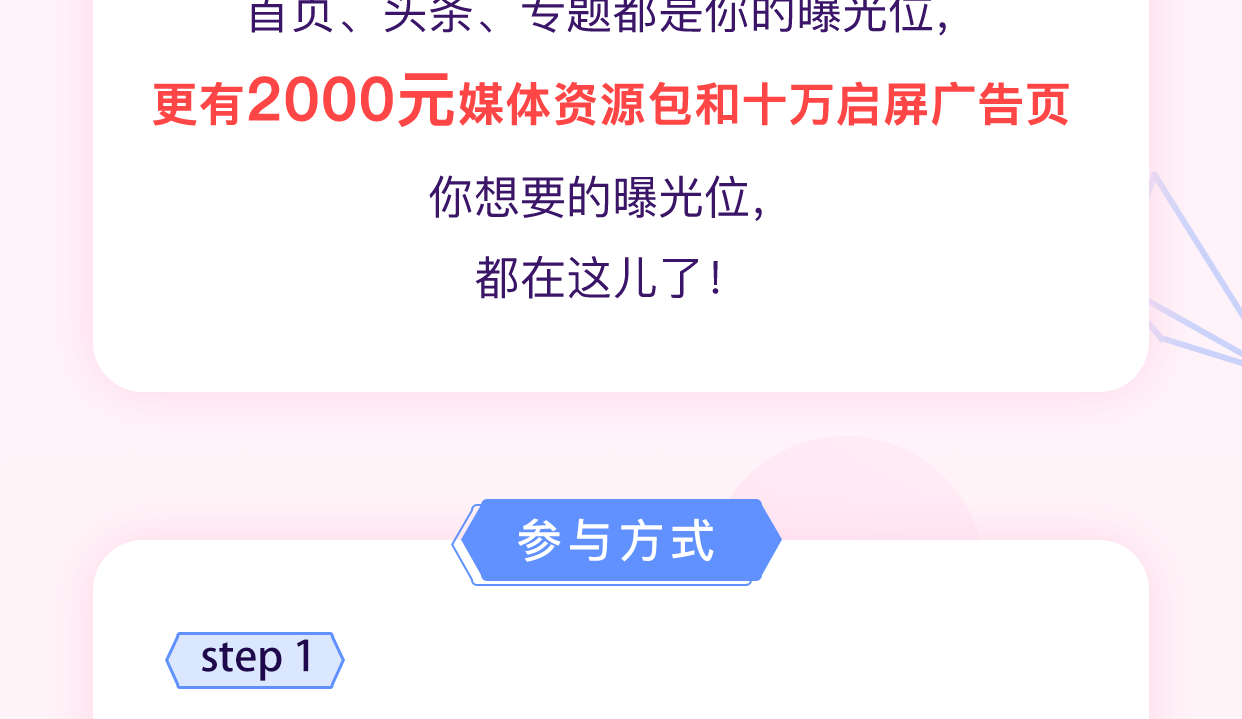 首页、头条、专题都是你的曝光位，
更有2000元媒体资源包和十万启屏广告页
你想要的曝光位，
都在这儿了！
参与方式
step 1